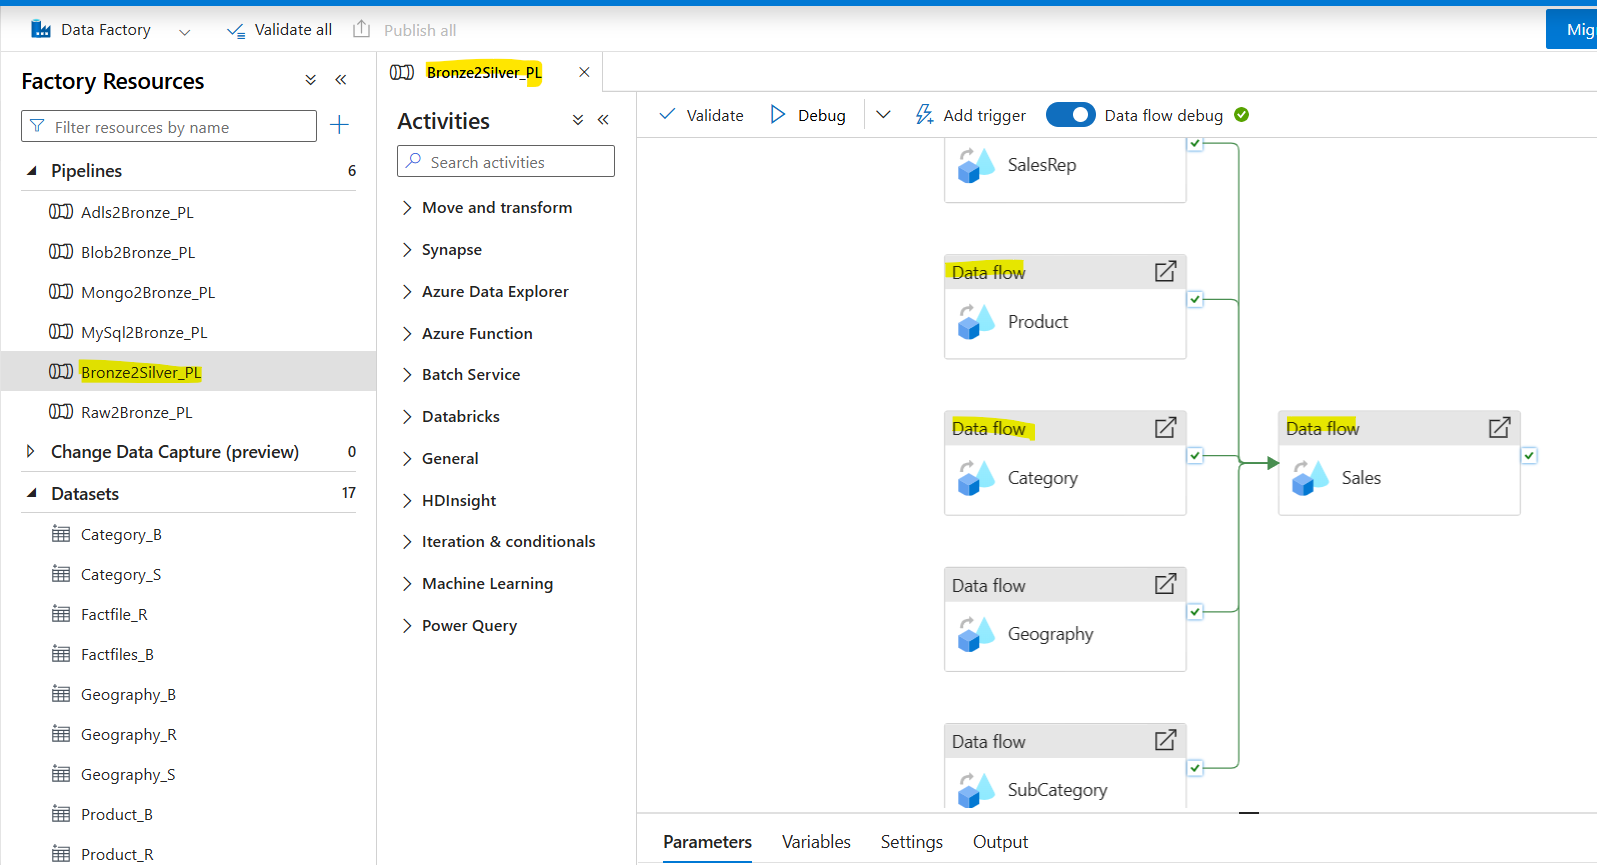 Data Factory
Validate all
Publish all
Mig
Factory Resources
Filter resources by name
Pipelines 6
Adls2Bronze_PL
Blob2Bronze_PL
Mongo2Bronze_PL
MySql2Bronze_PL
Bronze2Silver_PL
Raw2Bronze_PL
Change Data Capture (preview) 0
Datasets 17
Category_B
Category_S
Factfile_R
Factfiles_B
Geography_B
Geography_R
Geography_S
Product_B
Product_R
Bronze2Silver_PL
Activities
Search activities
Move and transform
Synapse
Azure Data Explorer
Azure Function
Batch Service
Databricks
General
HDInsight
Iteration & conditionals
Machine Learning
Power Query
Validate
Debug
Add trigger
Data flow debug
SalesRep
Data flow
Product
Data flow
Category
Data flow
Sales
Data flow
Geography
Data flow
SubCategory
Parameters
Variables
Settings
Output